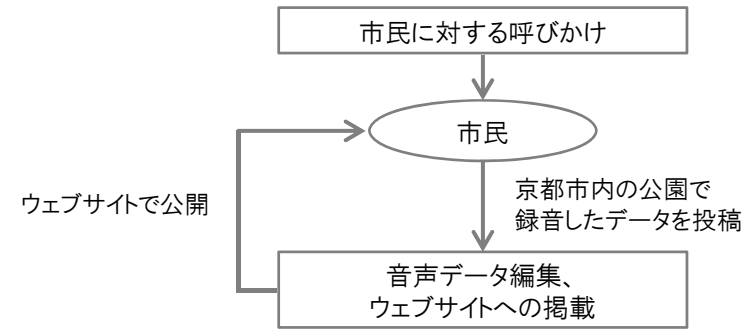 市民に対する呼びかけ
市民
ウェブサイトで公開
京都市内の公園で
録音したデータを投稿
音声データ編集、
ウェブサイトへの掲載